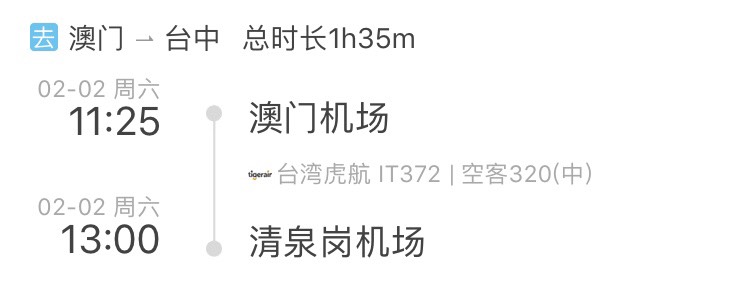 去 澳门 → 台中 总时长1h35m
02-02 周六
11:25 澳门机场
tigerair 台湾虎航 IT372 | 空客320(中)
02-02 周六
13:00 清泉岗机场